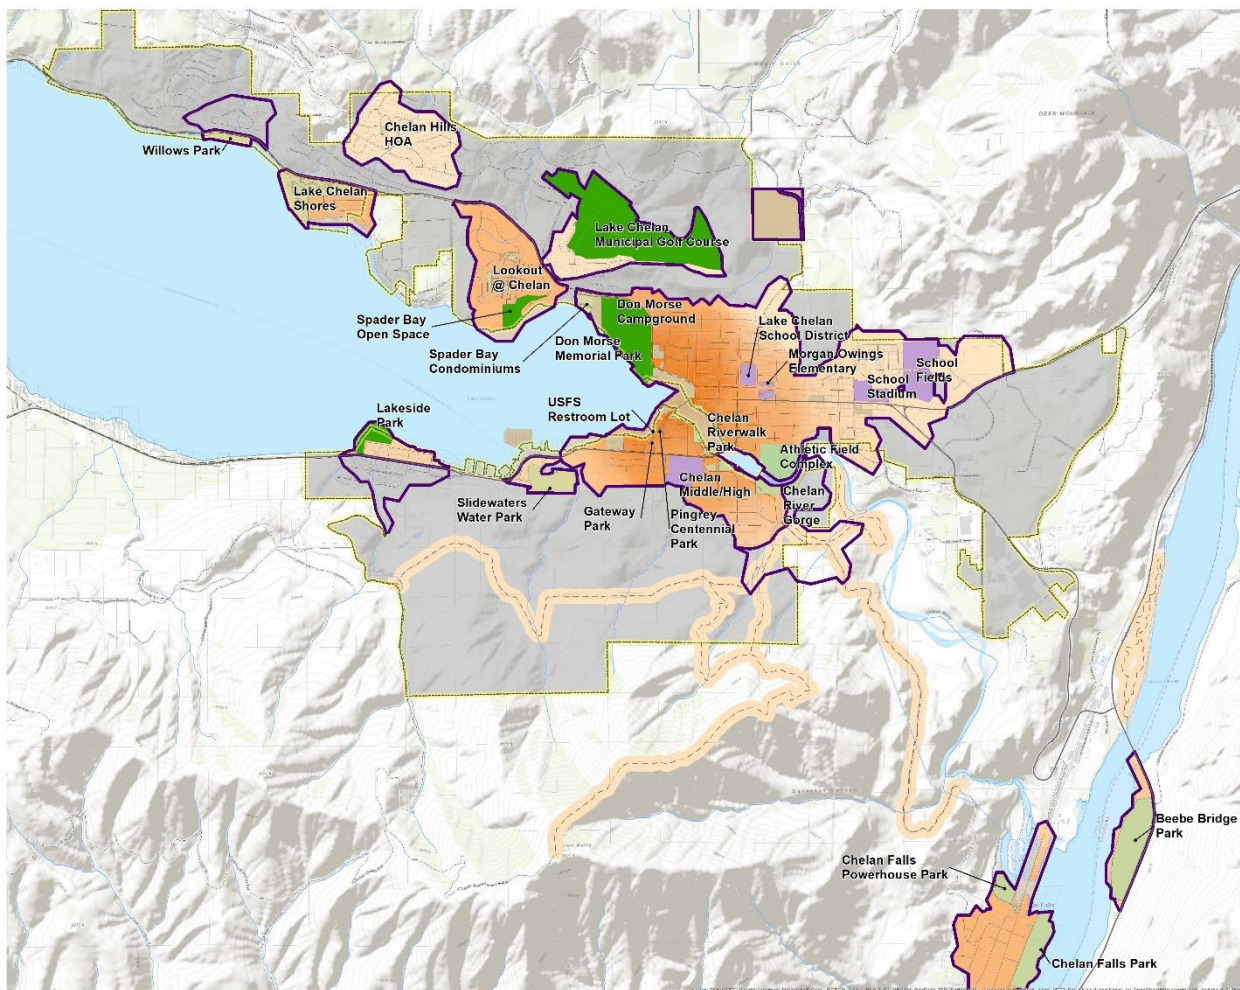 DEER MOUNTAIN
Chelan Hills
HOA
Willows Park
Lake Chelan
Shores
Lake Chelan
Municipal Golf Course
Lookout
@ Chelan
Spader Bay
Open Space
Spader Bay
Condominiums
Don Morse
Campground
Don Morse
Memorial Park
Lake Chelan
School District
Morgan Owings
Elementary
School
Fields
School
Stadium
USFS
Restroom Lot
Lakeside
Park
Chelan
Riverwalk
Park
Athletic Field
Complex
Chelan
Middle/High
Chelan
River
Gorge
Slidewaters
Water Park
Gateway
Park
Pingrey
Centennial
Park
Beebe Bridge
Park
Chelan Falls
Powerhouse Park
Chelan Falls Park